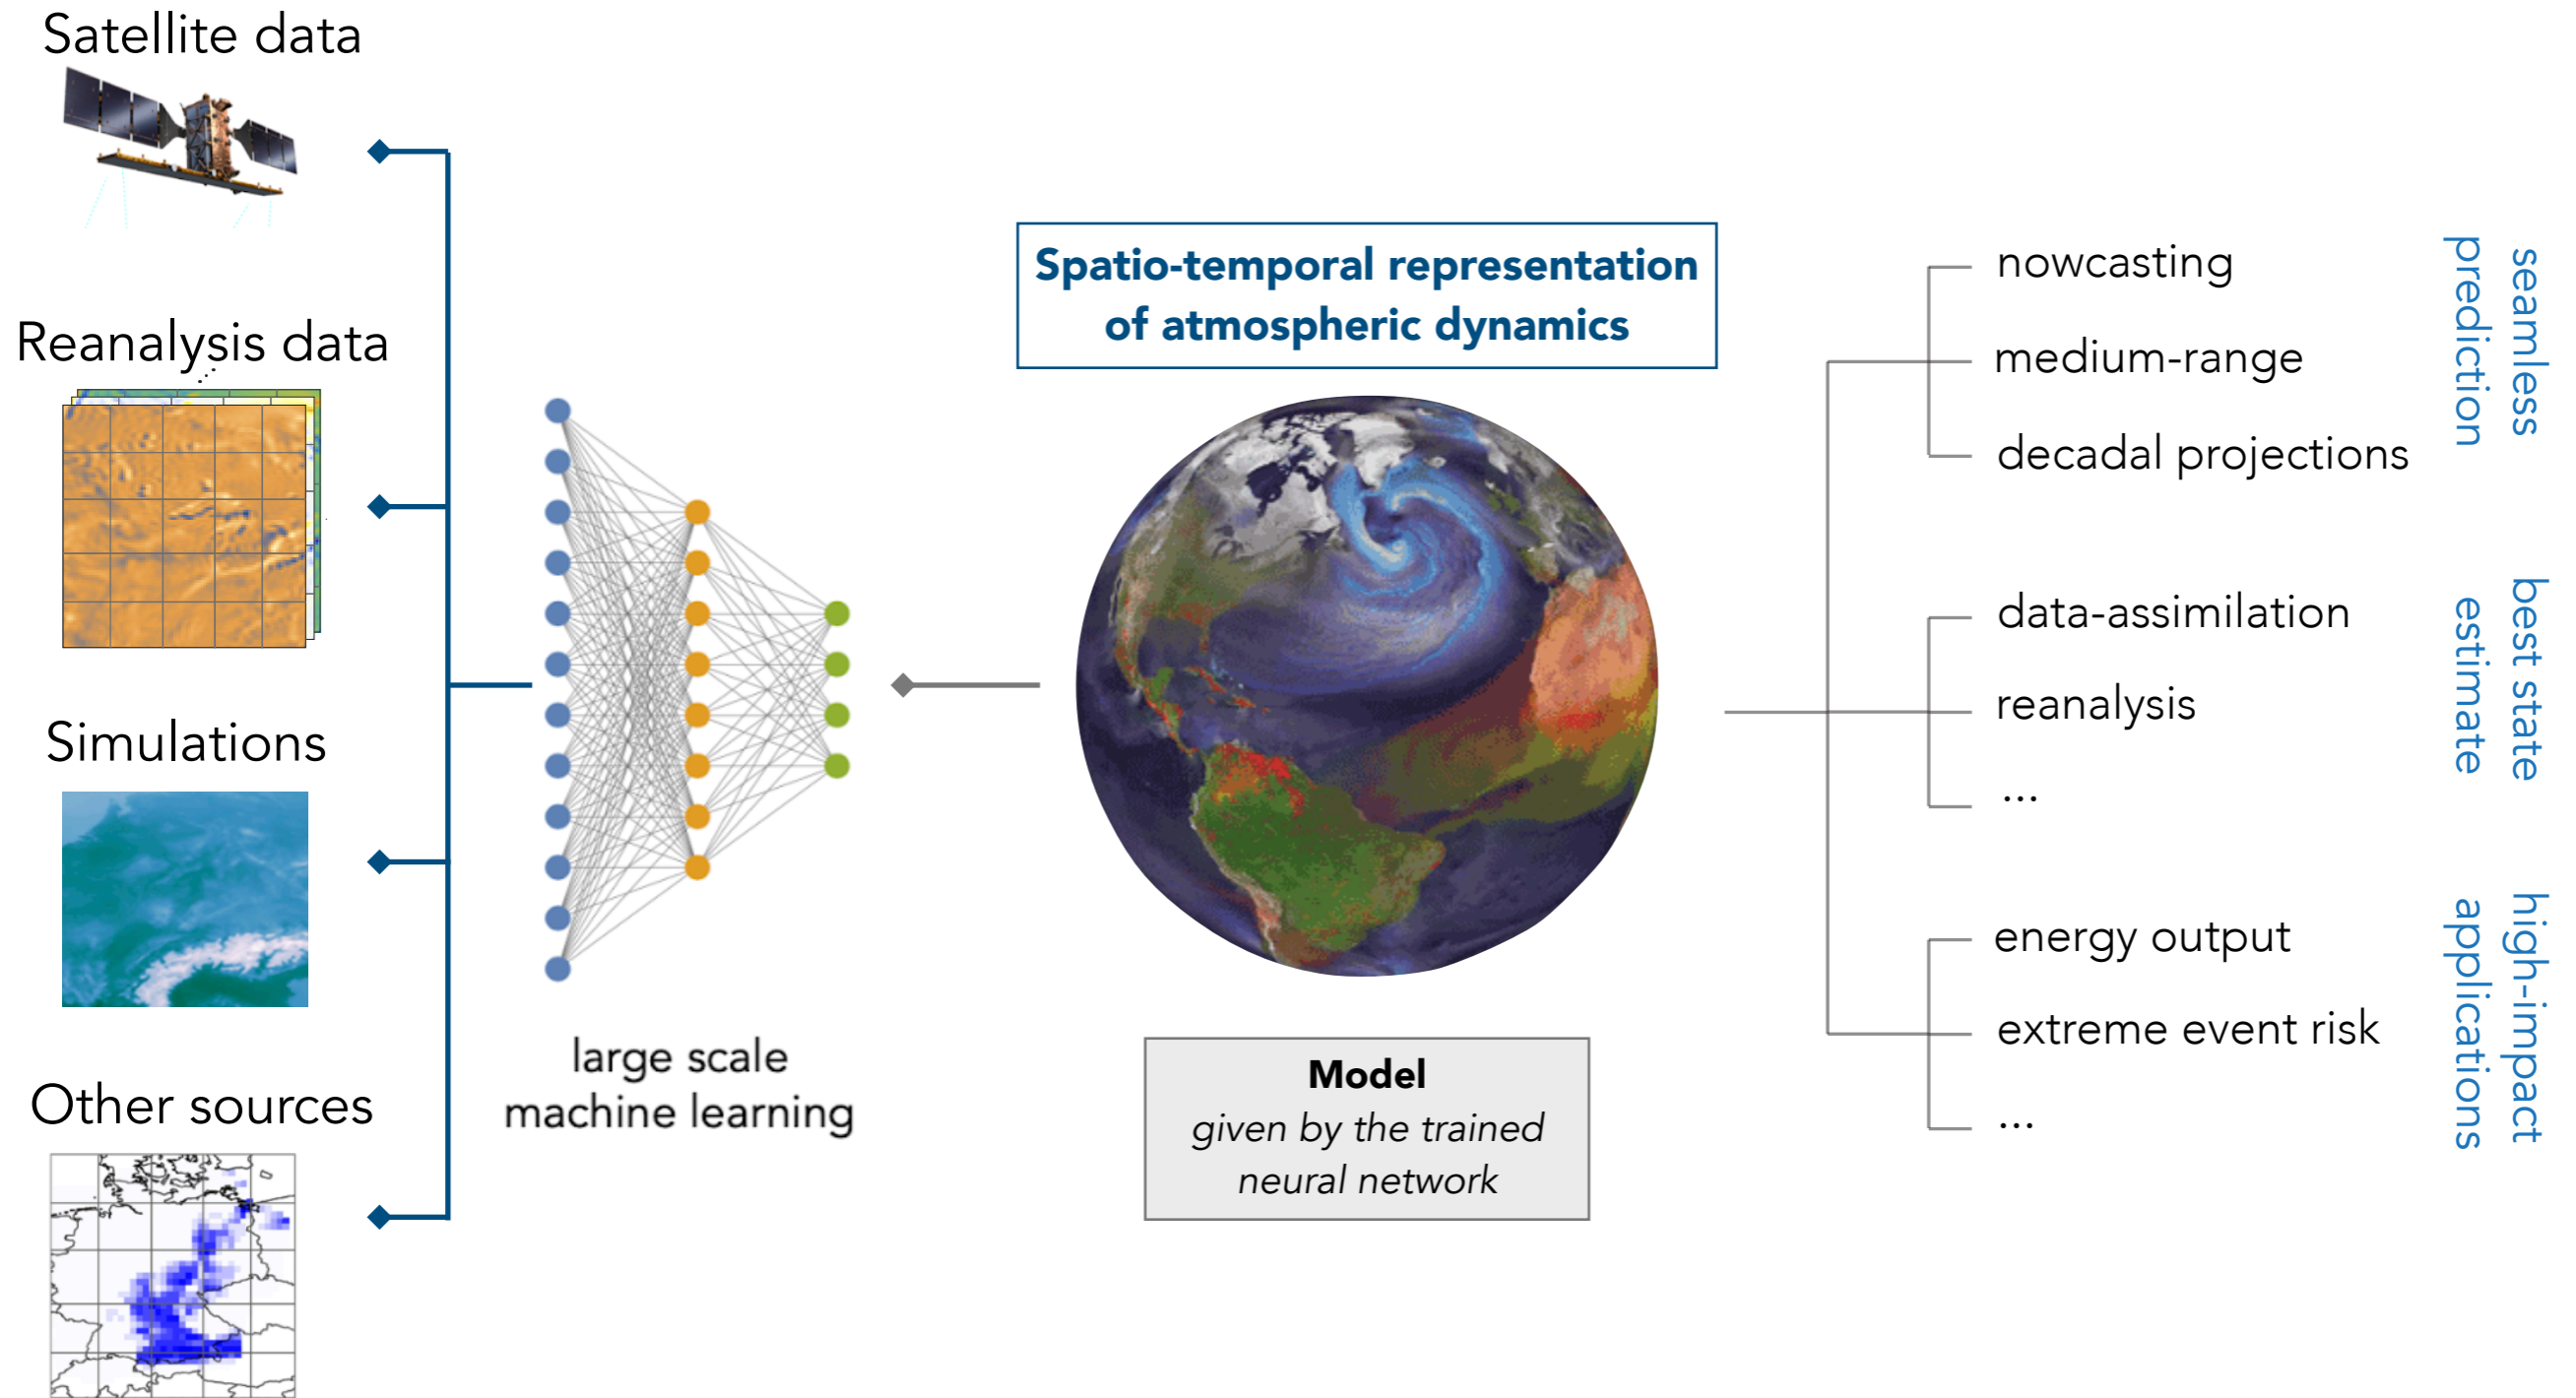 Satellite data
Reanalysis data
Simulations
Other sources
large scale
machine learning
Spatio-temporal representation
of atmospheric dynamics
Model
given by the trained
neural network
nowcasting
medium-range
decadal projections
seamless
prediction
data-assimilation
reanalysis
...
best state
estimate
energy output
extreme event risk
...
high-impact
applications